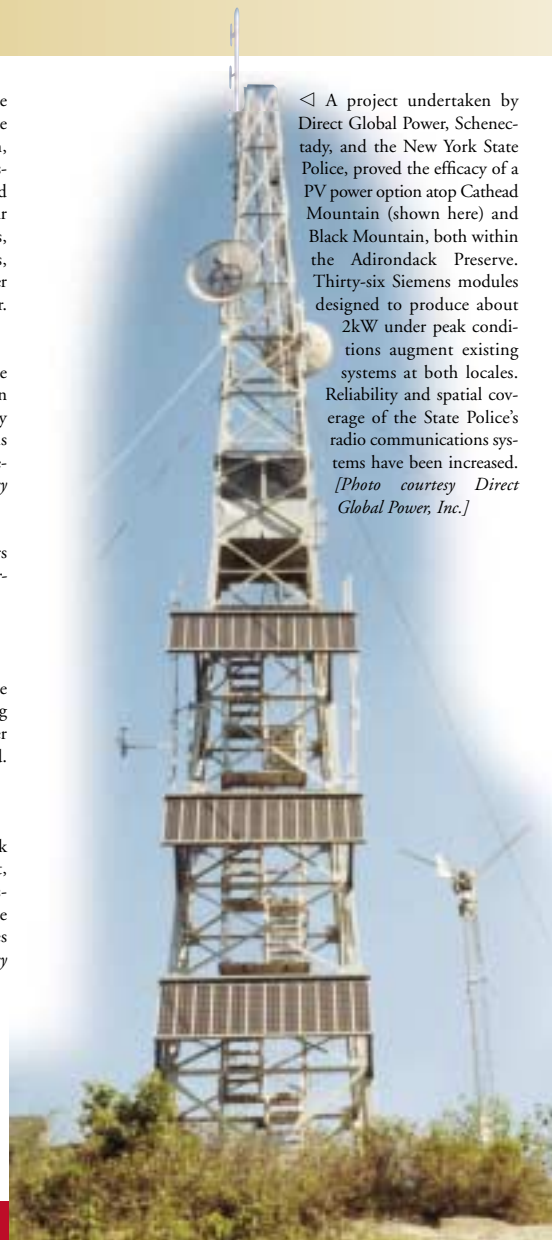 ◁ A project undertaken by
Direct Global Power, Schenec-
tady, and the New York State
Police, proved the efficacy of a
PV power option atop Cathead
Mountain (shown here) and
Black Mountain, both within
the Adirondack Preserve.
Thirty-six Siemens modules
designed to produce about
2kW under peak condi-
tions augment existing
systems at both locales.
Reliability and spatial cov-
erage of the State Police's
radio communications sys-
tems have been increased.
[Photo courtesy Direct
Global Power, Inc.]